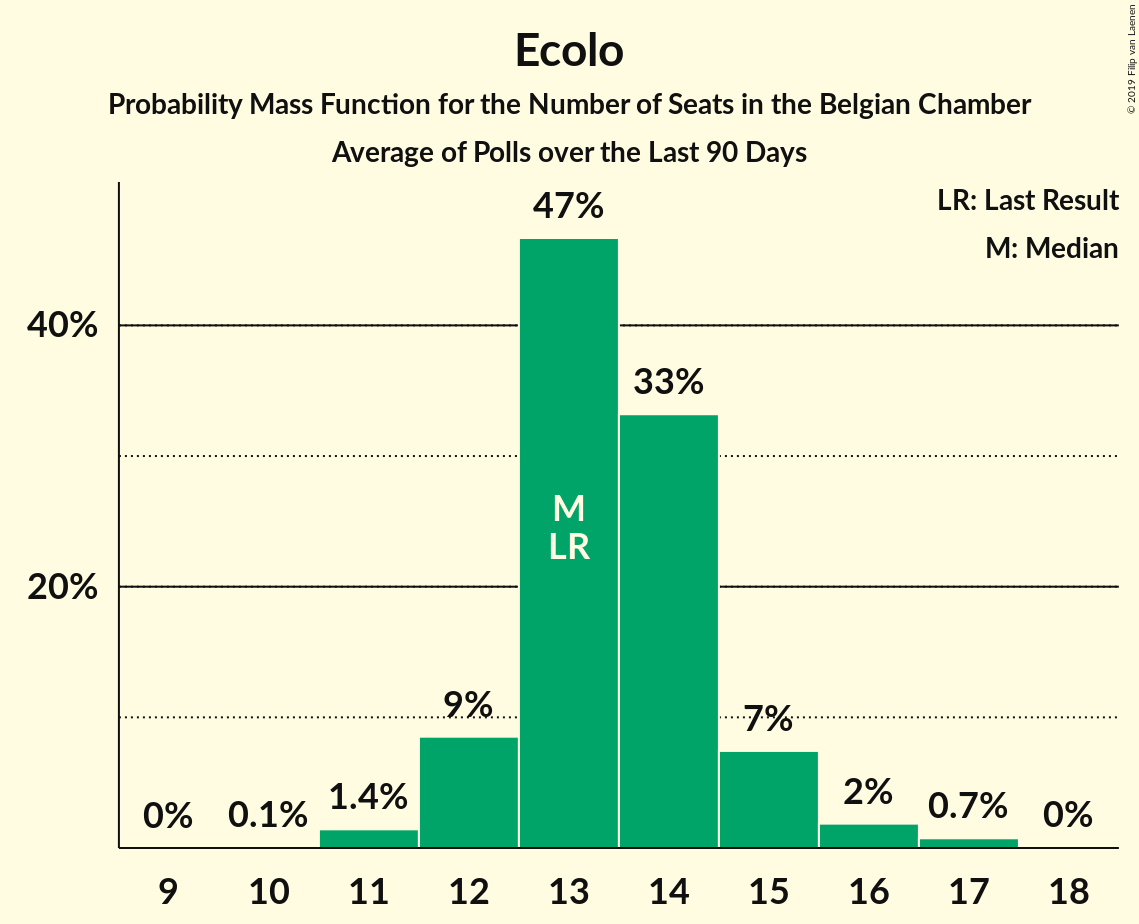 Ecolo
Probability Mass Function for the Number of Seats in the Belgian Chamber
Average of Polls over the Last 90 Days
© 2019 Filip van Laenen
LR: Last Result
M: Median
47%
40%
33%
M
LR
20%
9%
7%
1.4%
2%
0%
0.1%
0.7%
0%
9 10 11 12 13 14 15 16 17 18